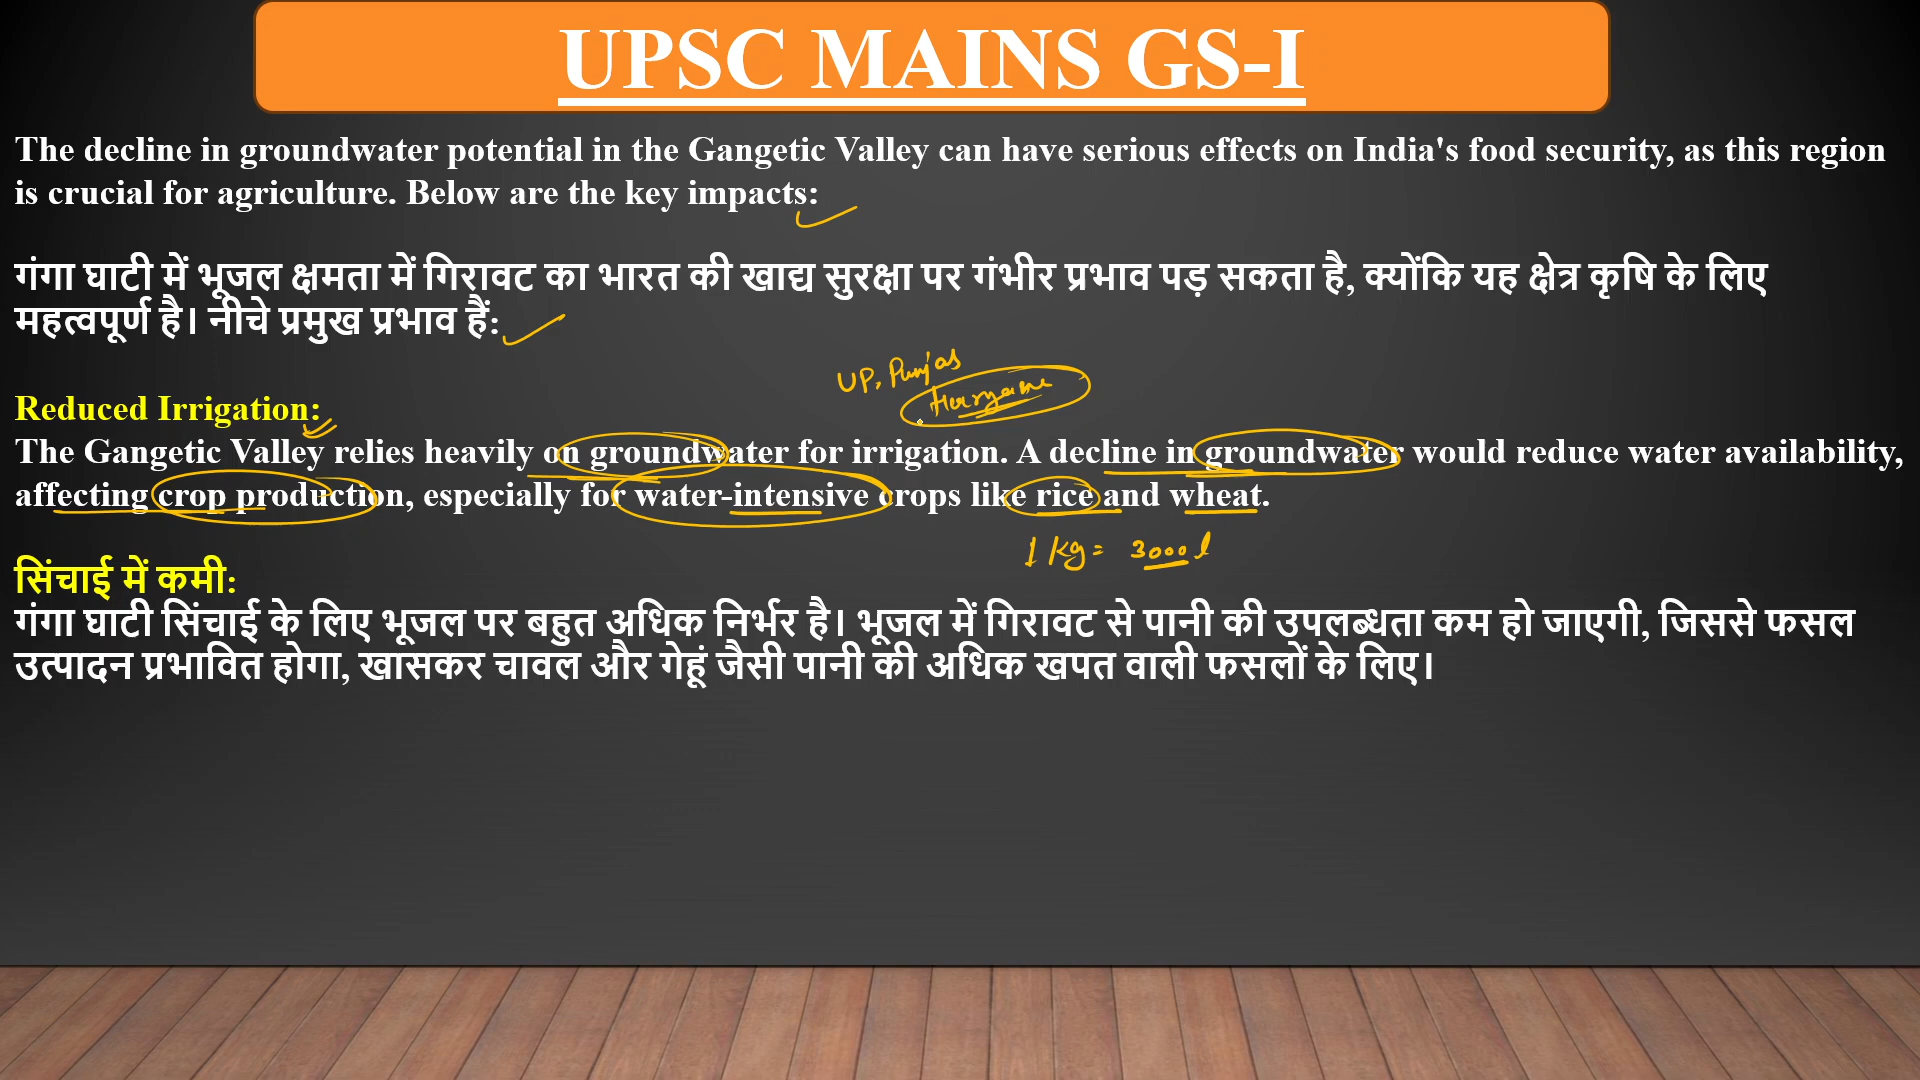 UPSC MAINS GS-I
The decline in groundwater potential in the Gangetic Valley can have serious effects on India's food security, as this region
is crucial for agriculture. Below are the key impacts:
गंगा घाटी में भूजल क्षमता में गिरावट का भारत की खाद्य सुरक्षा पर गंभीर प्रभाव पड़ सकता है, क्योंकि यह क्षेत्र कृषि के लिए
महत्वपूर्ण है। नीचे प्रमुख प्रभाव हैं:
UP, Punjab
Haryana
Reduced Irrigation:
The Gangetic Valley relies heavily on groundwater for irrigation. A decline in groundwater would reduce water availability,
affecting crop production, especially for water-intensive crops like rice and wheat.
1 kg = 3000 l
सिंचाई में कमी:
गंगा घाटी सिंचाई के लिए भूजल पर बहुत अधिक निर्भर है। भूजल में गिरावट से पानी की उपलब्धता कम हो जाएगी, जिससे फसल
उत्पादन प्रभावित होगा, खासकर चावल और गेहूं जैसी पानी की अधिक खपत वाली फसलों के लिए।